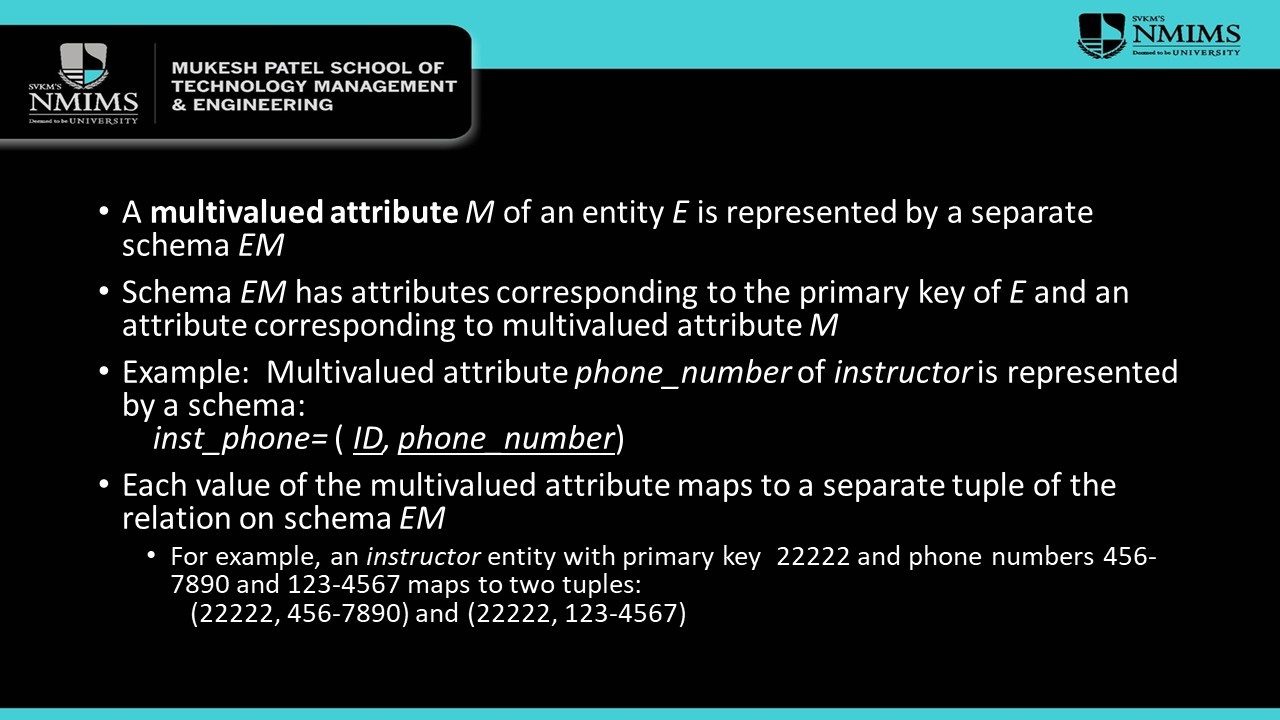 SVKM'S
NMIMS
Deemed to be UNIVERSITY
MUKESH PATEL SCHOOL OF
TECHNOLOGY MANAGEMENT
& ENGINEERING
SVKM'S
NMIMS
Deemed to be UNIVERSITY
• A multivalued attribute M of an entity E is represented by a separate
schema EM
• Schema EM has attributes corresponding to the primary key of E and an
attribute corresponding to multivalued attribute M
• Example:  Multivalued attribute phone_number of instructor is represented
by a schema:
inst_phone= ( ID, phone_number)
• Each value of the multivalued attribute maps to a separate tuple of the
relation on schema EM
• For example, an instructor entity with primary key  22222 and phone numbers 456-
7890 and 123-4567 maps to two tuples:
(22222, 456-7890) and (22222, 123-4567)